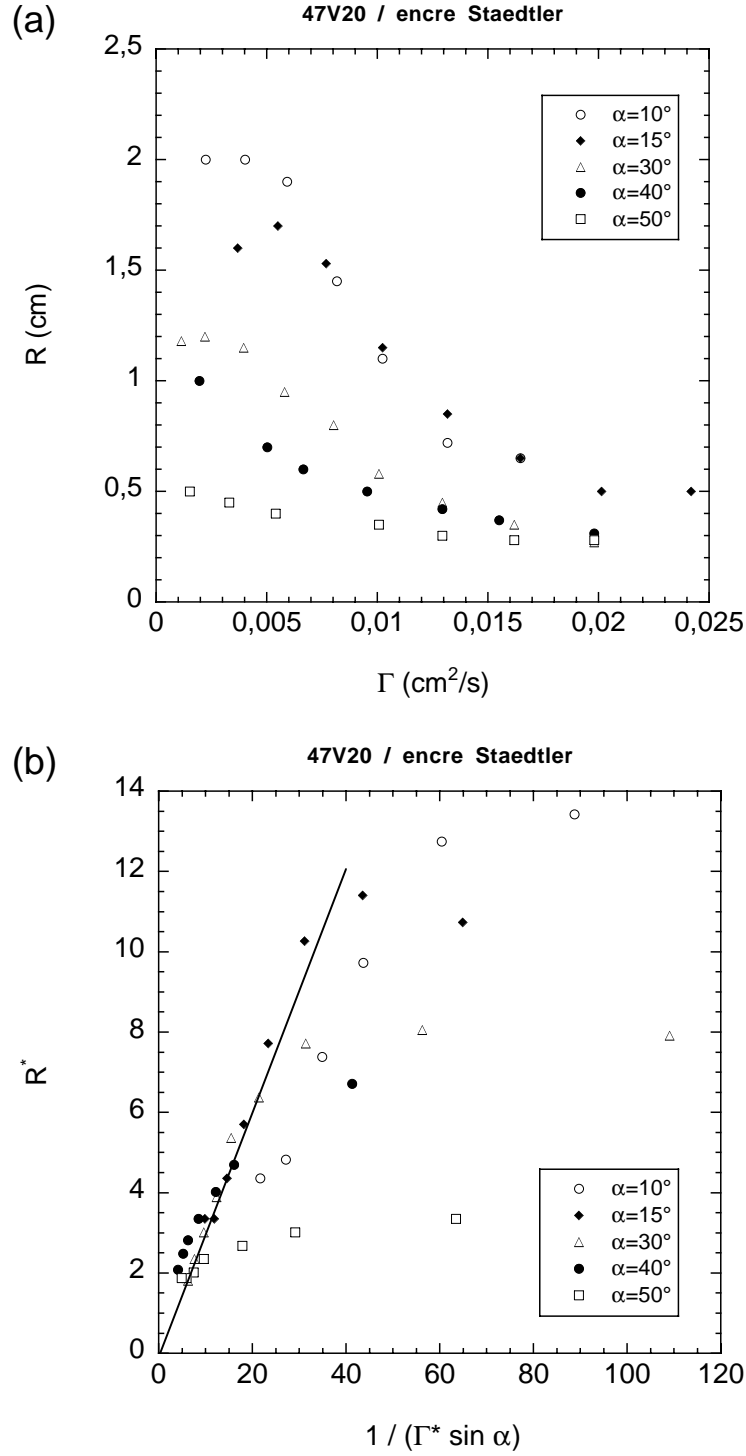 (a)
47V20 / encre Staedtler
2,5
2
1,5
1
0,5
0
R (cm)
α=10°
α=15°
α=30°
α=40°
α=50°
0 0,005 0,01 0,015 0,02 0,025
Γ (cm²/s)
(b)
47V20 / encre Staedtler
14
12
10
8
6
4
2
0
R*
α=10°
α=15°
α=30°
α=40°
α=50°
0 20 40 60 80 100 120
1 / (Γ* sin α)